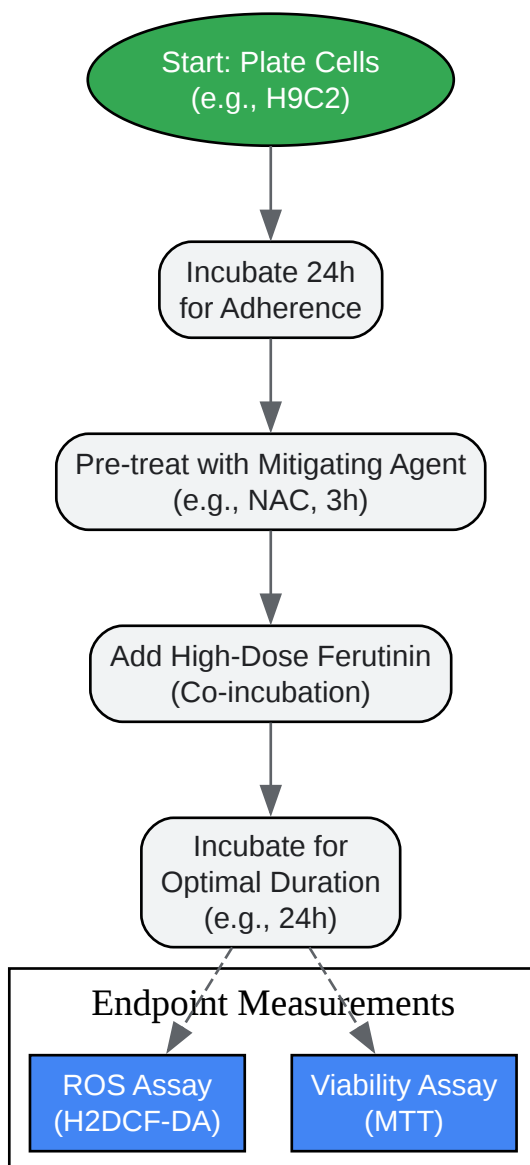 Start: Plate Cells
(e.g., H9C2)
Incubate 24h
for Adherence
Pre-treat with Mitigating Agent
(e.g., NAC, 3h)
Add High-Dose Ferutinin
(Co-incubation)
Incubate for
Optimal Duration
(e.g., 24h)
Endpoint Measurements
ROS Assay
(H2DCF-DA)
Viability Assay
(MTT)